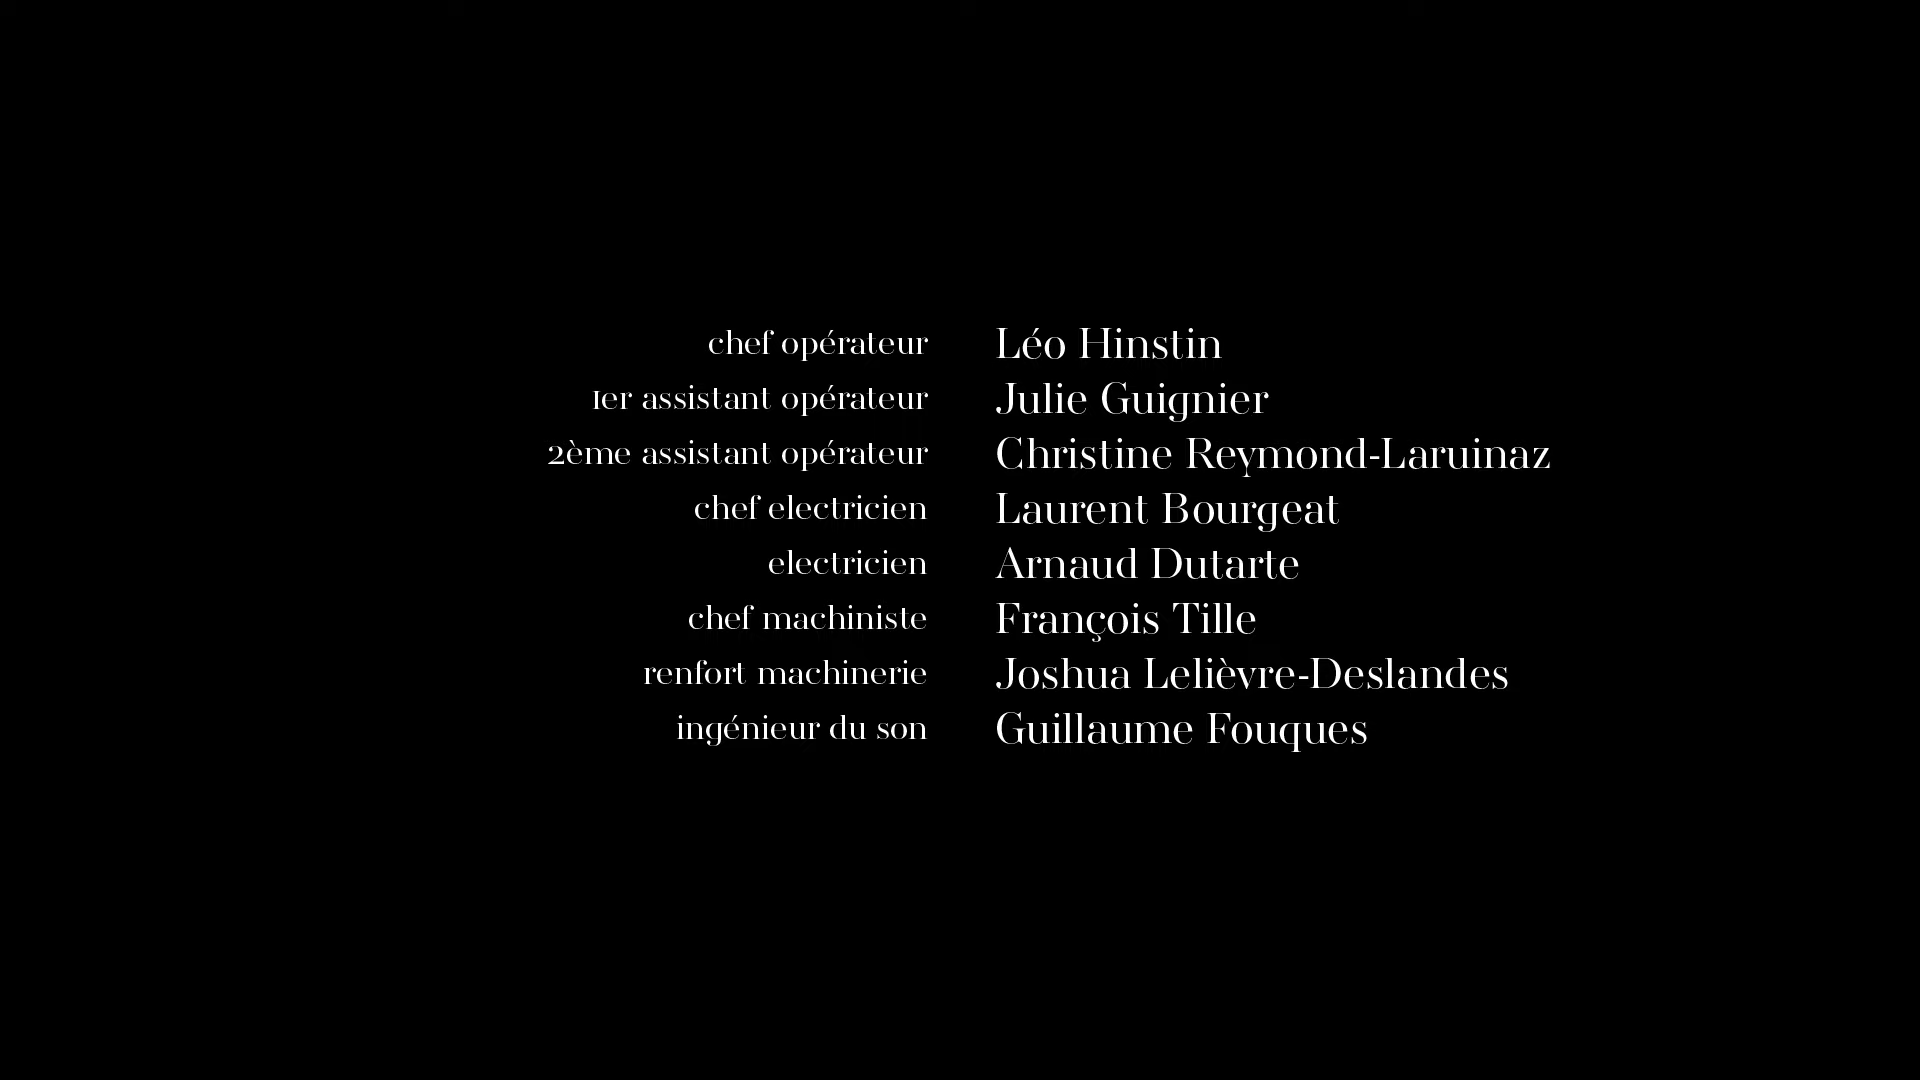 chef opérateur Léo Hinstin
1er assistant opérateur Julie Guignier
2ème assistant opérateur Christine Reymond-Laruinaz
chef electricien Laurent Bourgeat
electricien Arnaud Dutarte
chef machiniste François Tille
renfort machinerie Joshua Lelièvre-Deslandes
ingénieur du son Guillaume Fouques